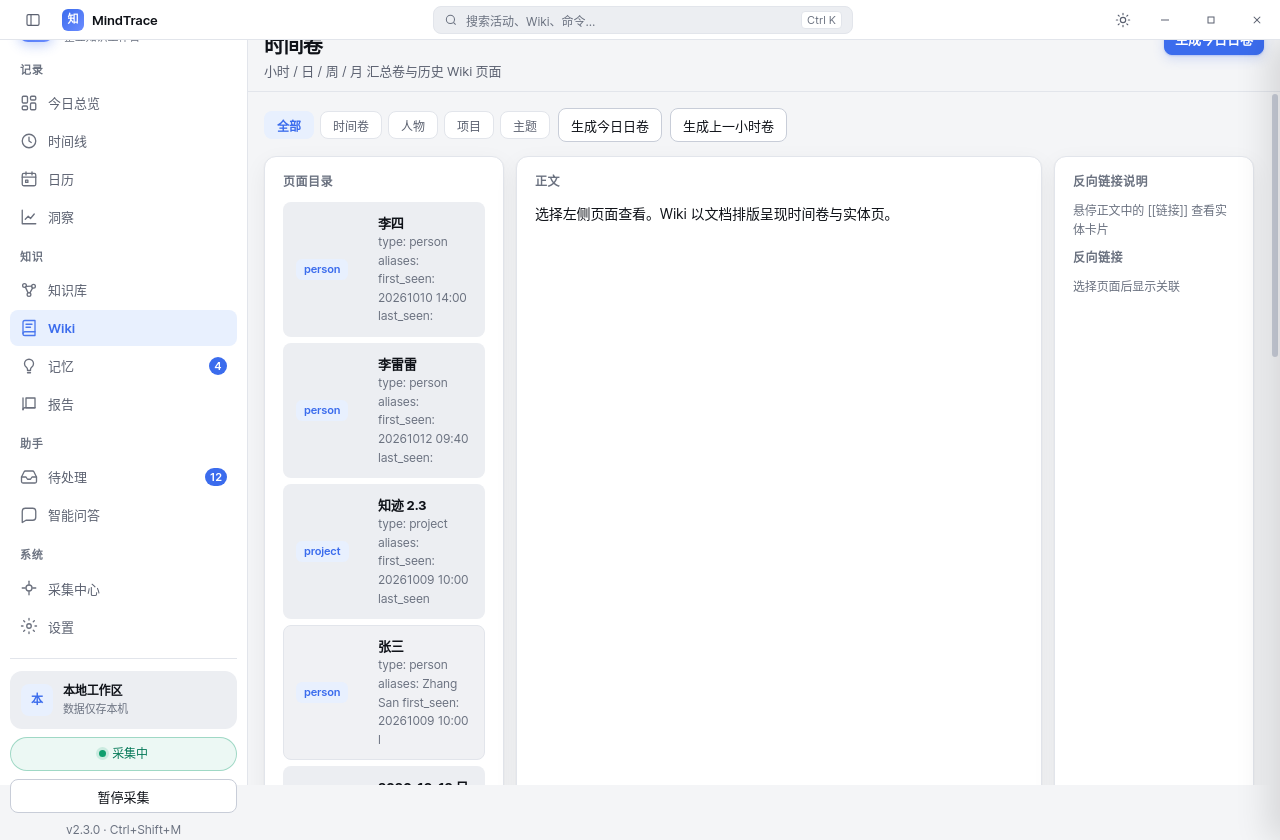 知 MindTrace
搜索活动、Wiki、命令... Ctrl K
记录
今日总览
时间线
日历
洞察
知识
知识库
Wiki
记忆 4
报告
助手
待处理 12
智能问答
系统
采集中心
设置
本 本地工作区
数据仅存本机
采集中
暂停采集
v2.3.0 · Ctrl+Shift+M
时间卷
生成今日日卷
小时 / 日 / 周 / 月 汇总卷与历史 Wiki 页面
全部 时间卷 人物 项目 主题 生成今日日卷 生成上一小时卷
页面目录
person
李四
type: person
aliases:
first_seen:
20261010 14:00
last_seen:
person
李雷雷
type: person
aliases:
first_seen:
20261012 09:40
last_seen:
project
知迹 2.3
type: project
aliases:
first_seen:
20261009 10:00
last_seen
person
张三
type: person
aliases: Zhang
San first_seen:
20261009 10:00
l
正文
选择左侧页面查看。Wiki 以文档排版呈现时间卷与实体页。
反向链接说明
悬停正文中的 [[链接]] 查看实
体卡片
反向链接
选择页面后显示关联